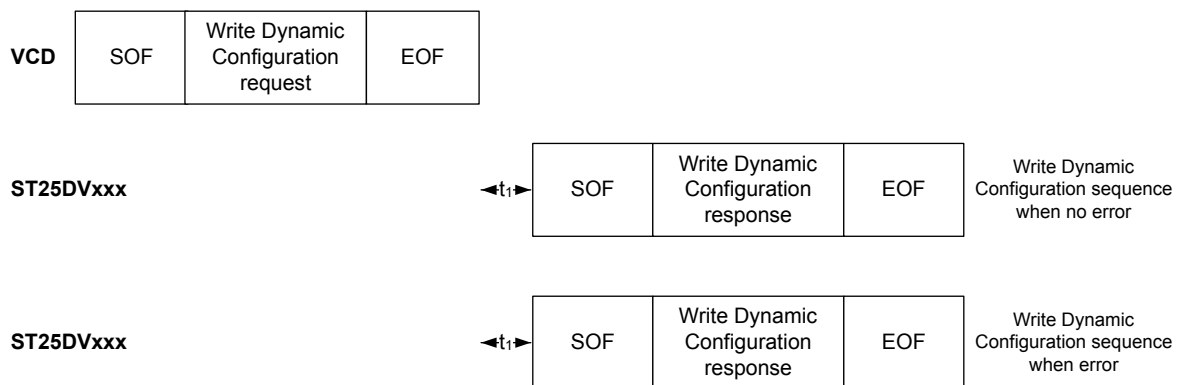 VCD
SOF
Write Dynamic
Configuration
request
EOF
ST25DVxxx
t1
SOF
Write Dynamic
Configuration
response
EOF
Write Dynamic
Configuration sequence
when no error
ST25DVxxx
t1
SOF
Write Dynamic
Configuration
response
EOF
Write Dynamic
Configuration sequence
when error